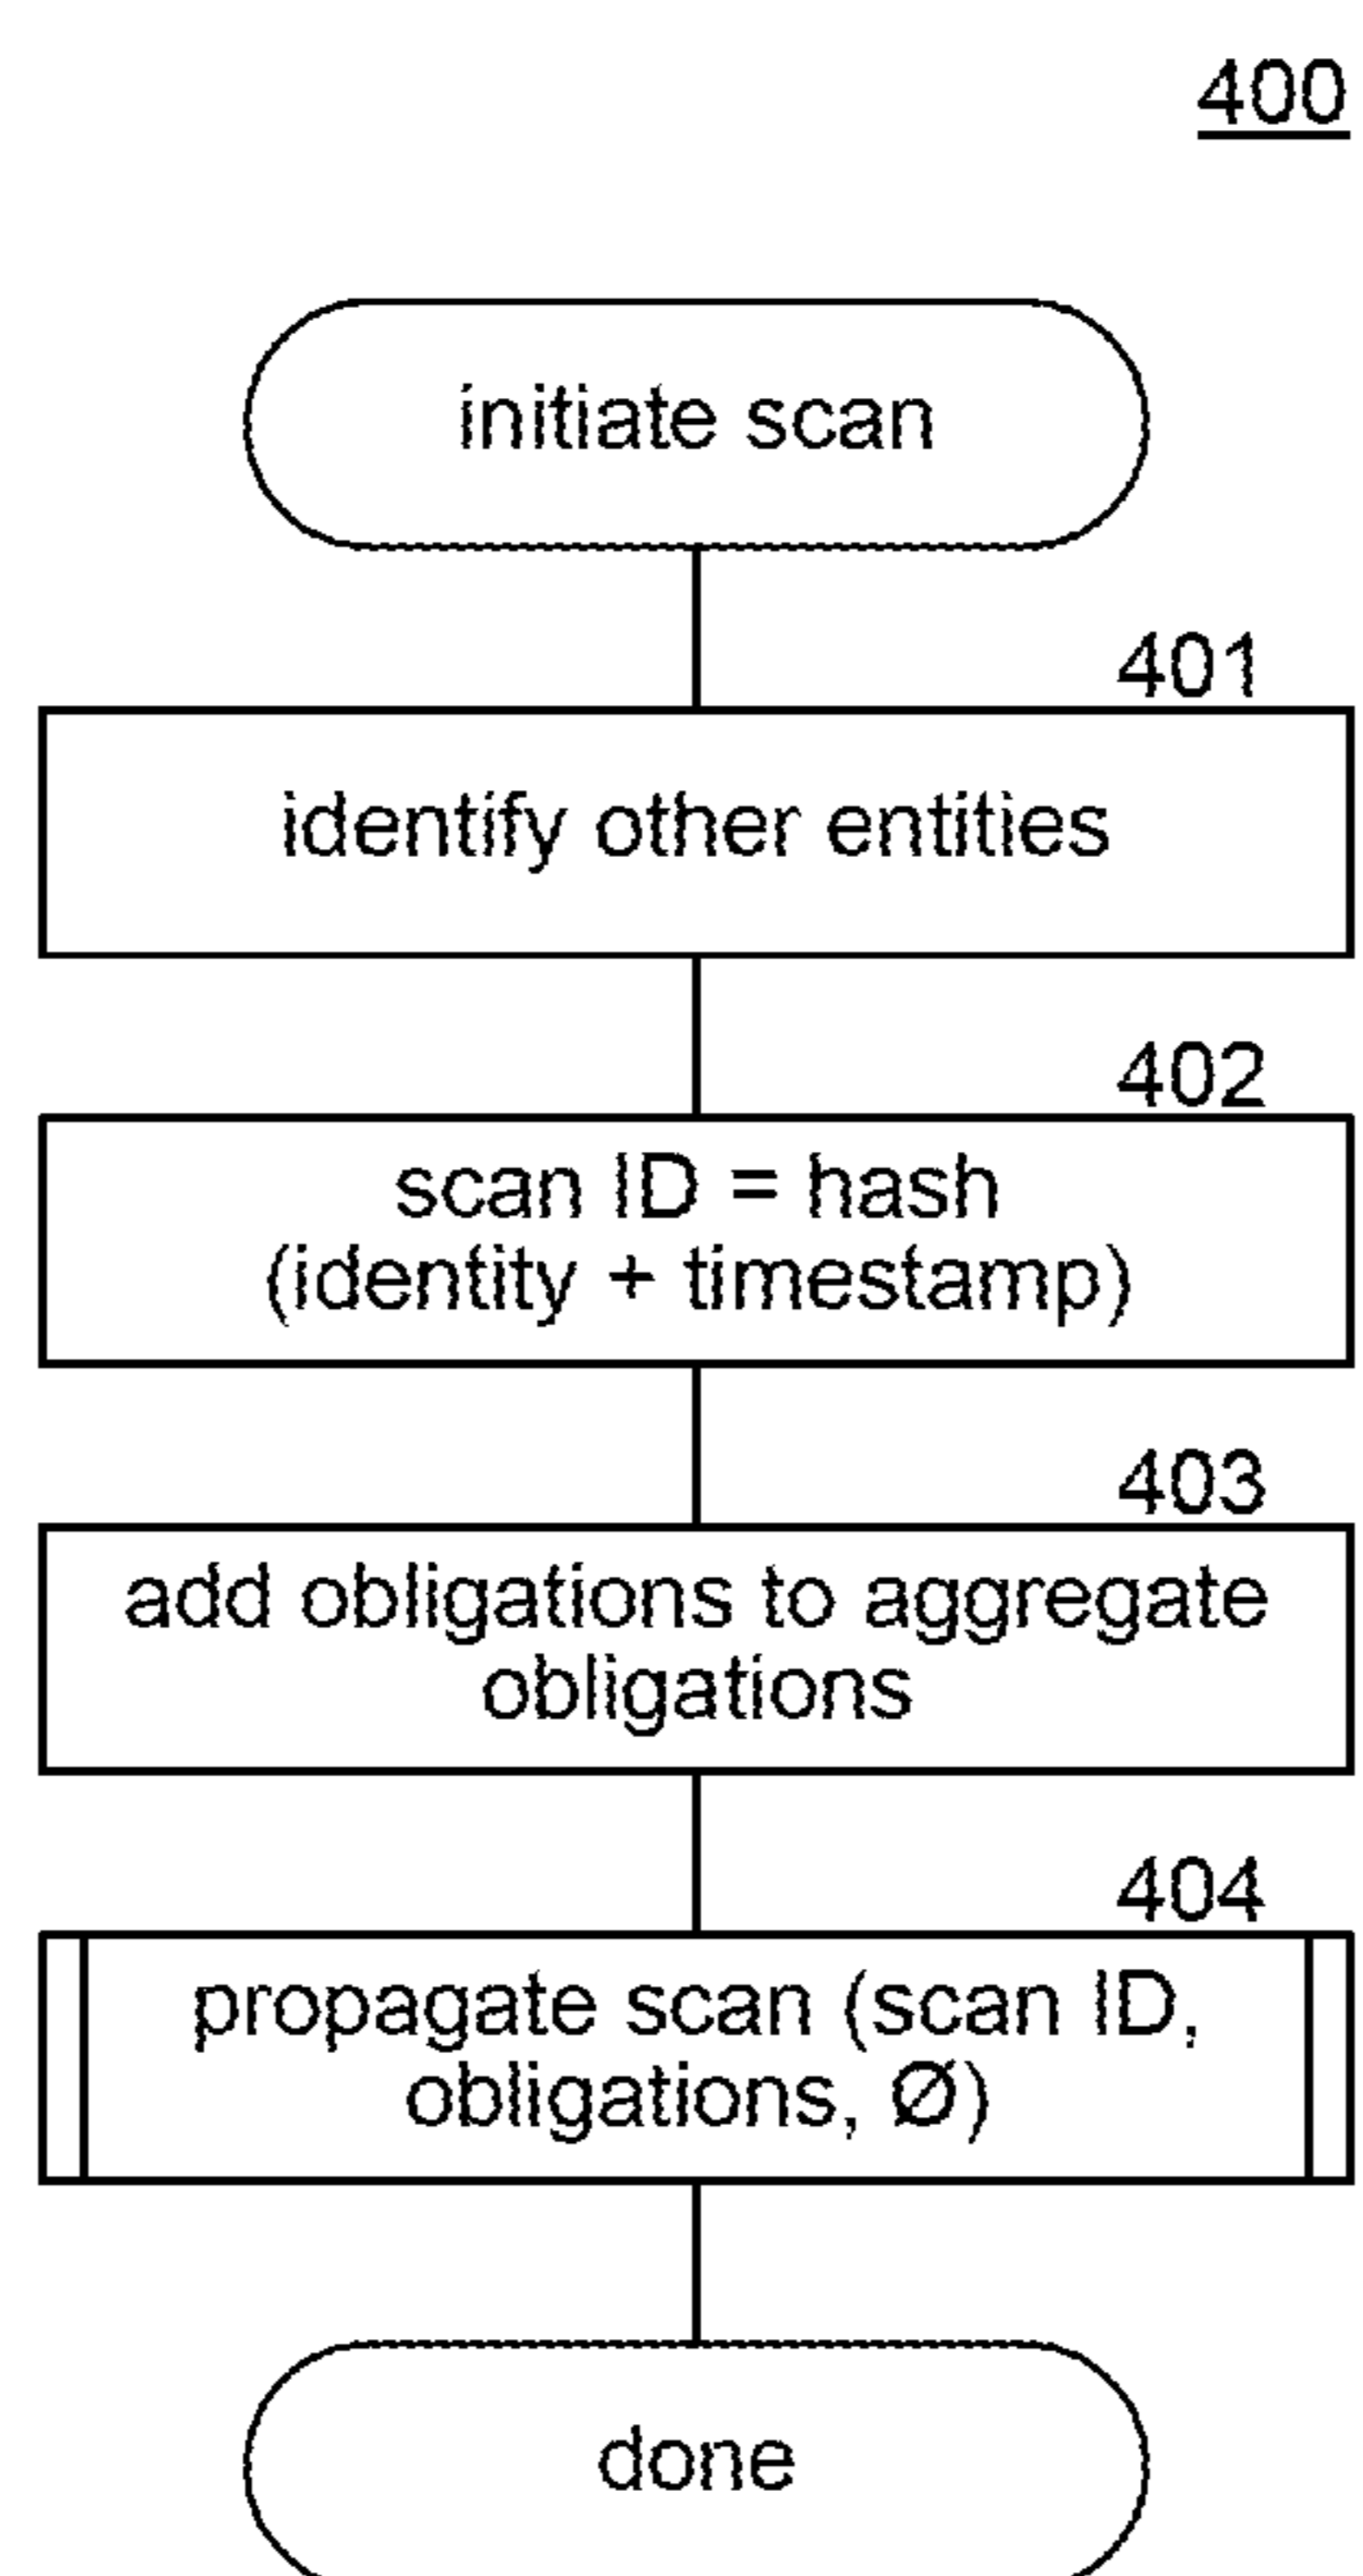 400
initiate scan
401
identify other entities
402
scan ID = hash
(identity + timestamp)
403
add obligations to aggregate
obligations
404
propagate scan (scan ID,
obligations, Ø)
done